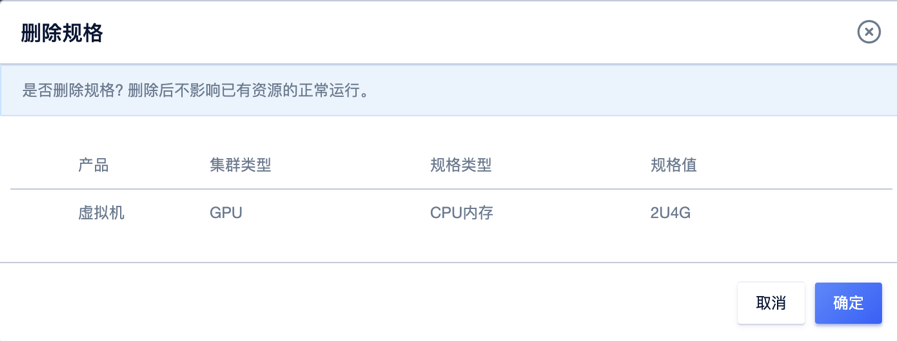 删除规格
是否删除规格? 删除后不影响已有资源的正常运行。
产品 集群类型 规格类型 规格值
虚拟机 GPU CPU内存 2U4G
取消 确定